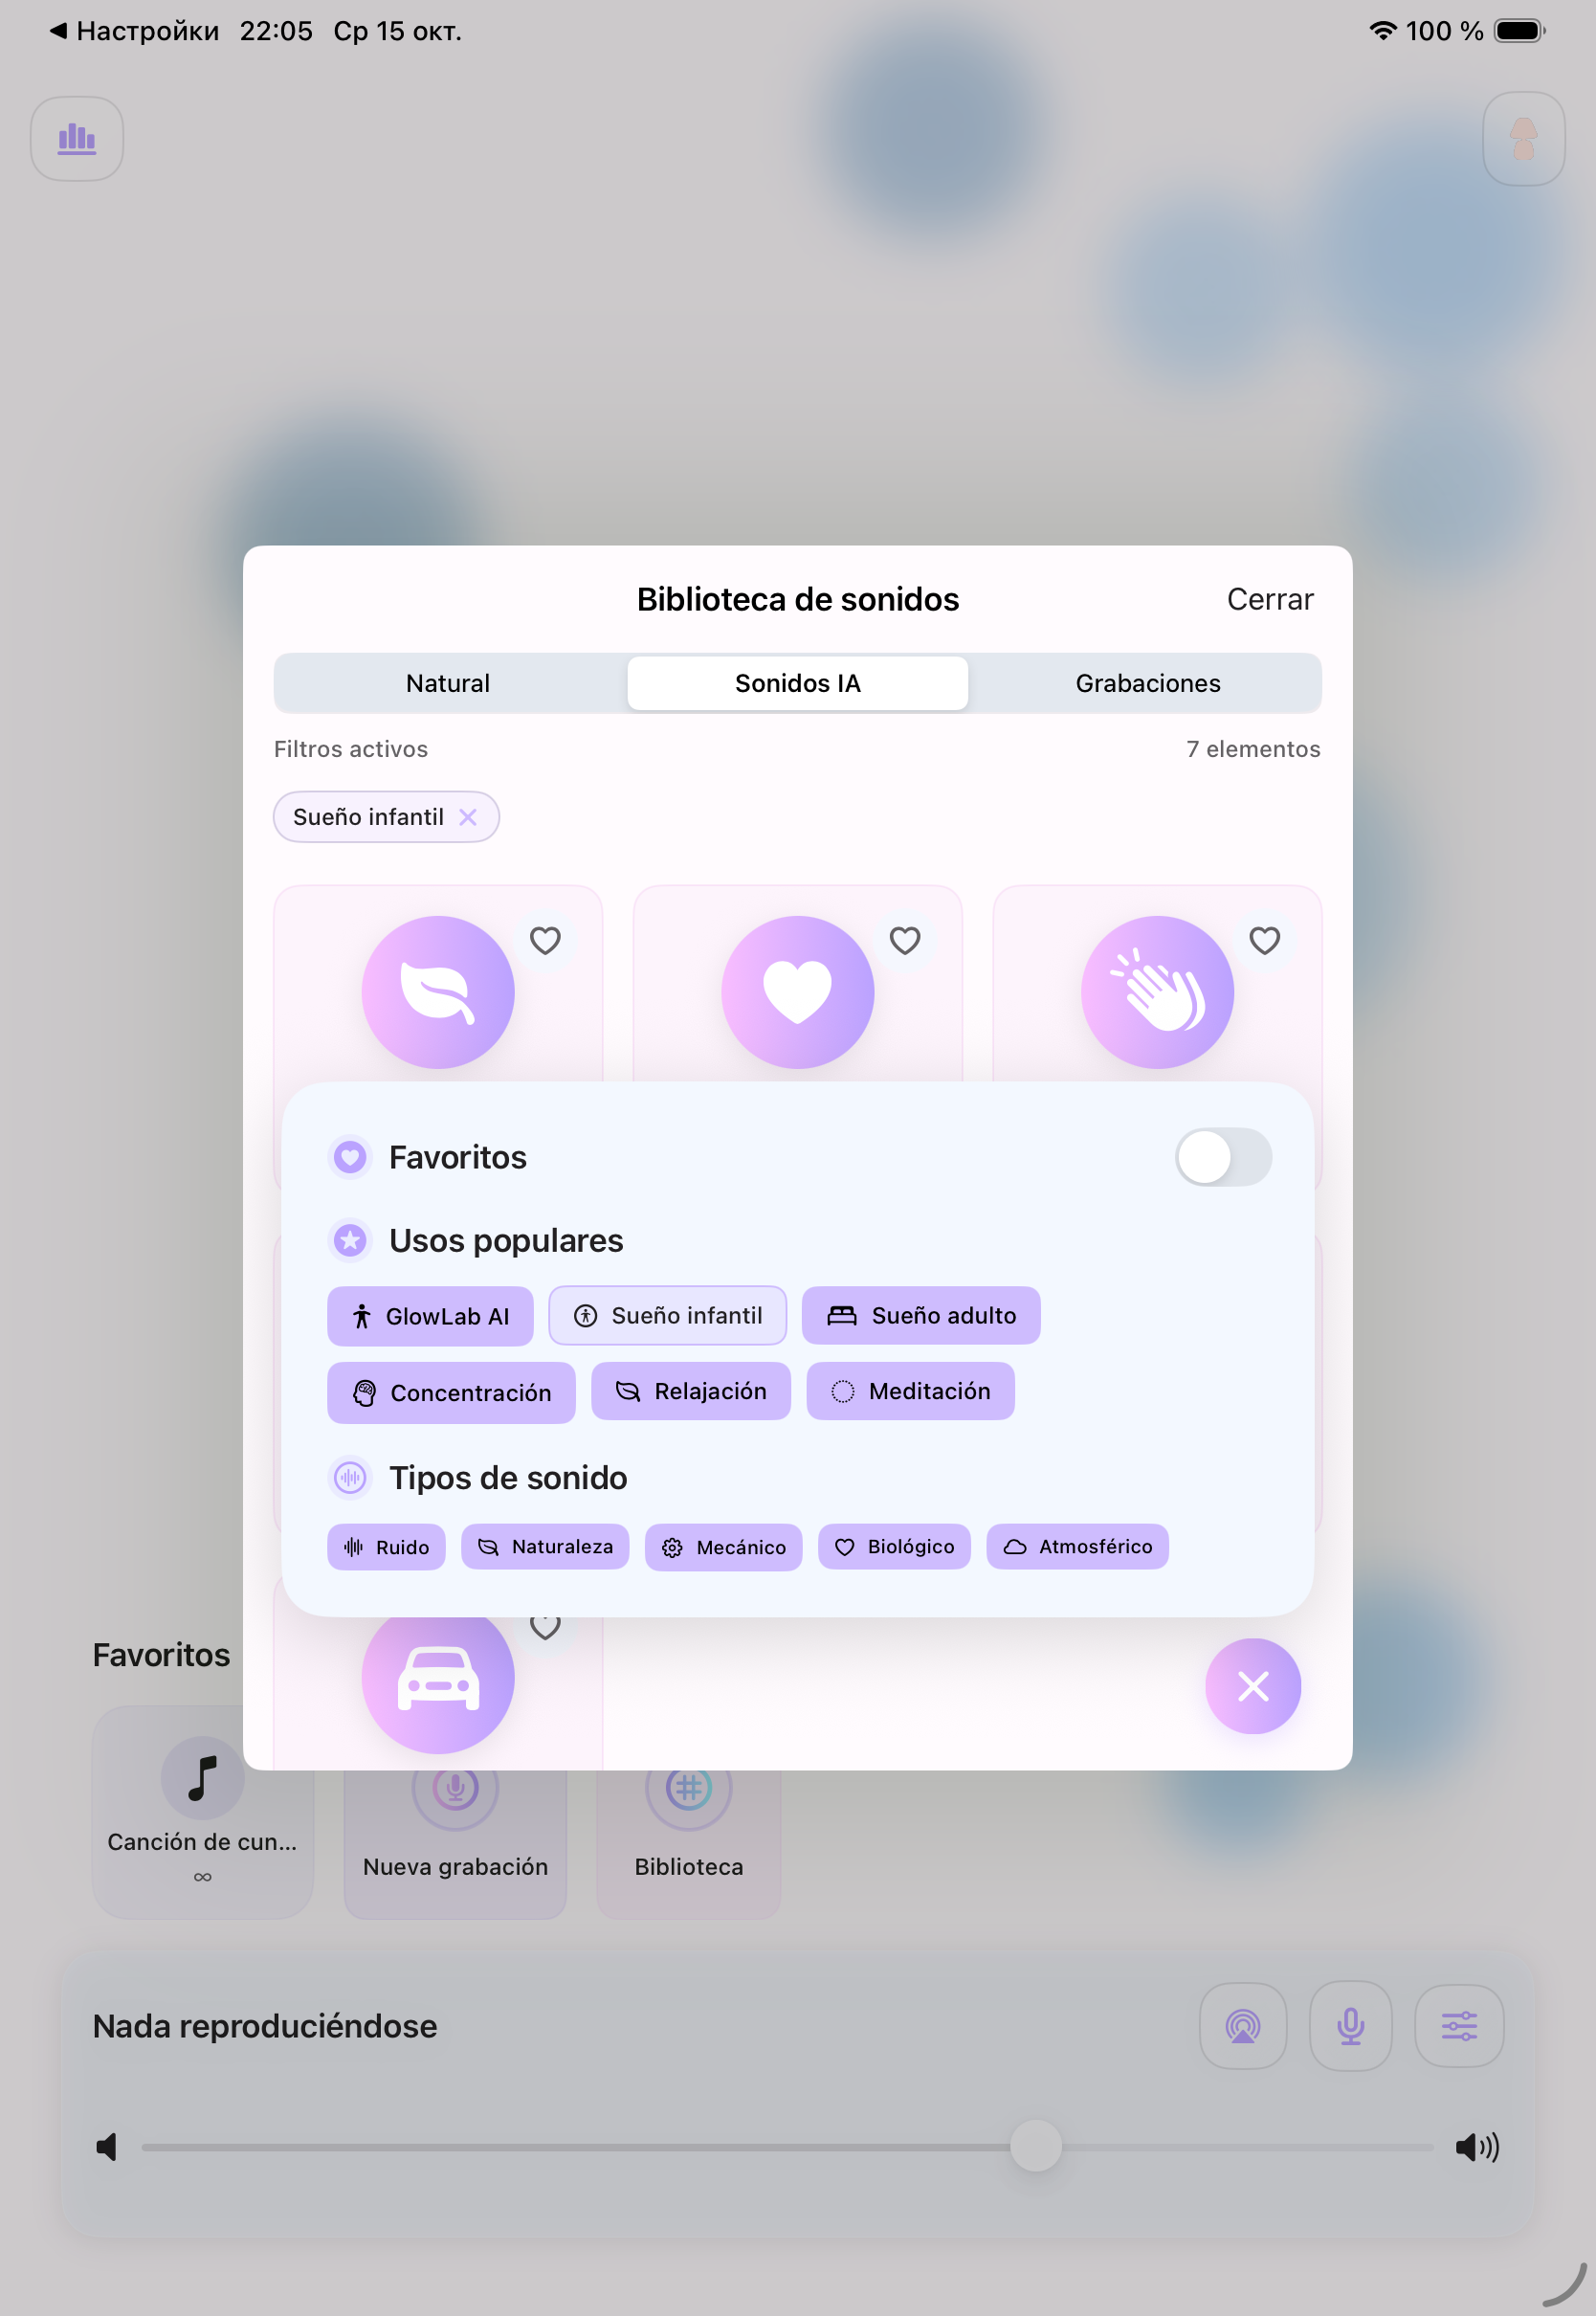 Настройки 22:05 Ср 15 окт. 100 %
Biblioteca de sonidos Cerrar
Natural Sonidos IA Grabaciones
Filtros activos 7 elementos
Sueño infantil
Favoritos
Usos populares
GlowLab AI Sueño infantil Sueño adulto
Concentración Relajación Meditación
Tipos de sonido
Ruido Naturaleza Mecánico Biológico Atmosférico
Favoritos
Canción de cun...
∞
Nueva grabación
Biblioteca
Nada reproduciéndose